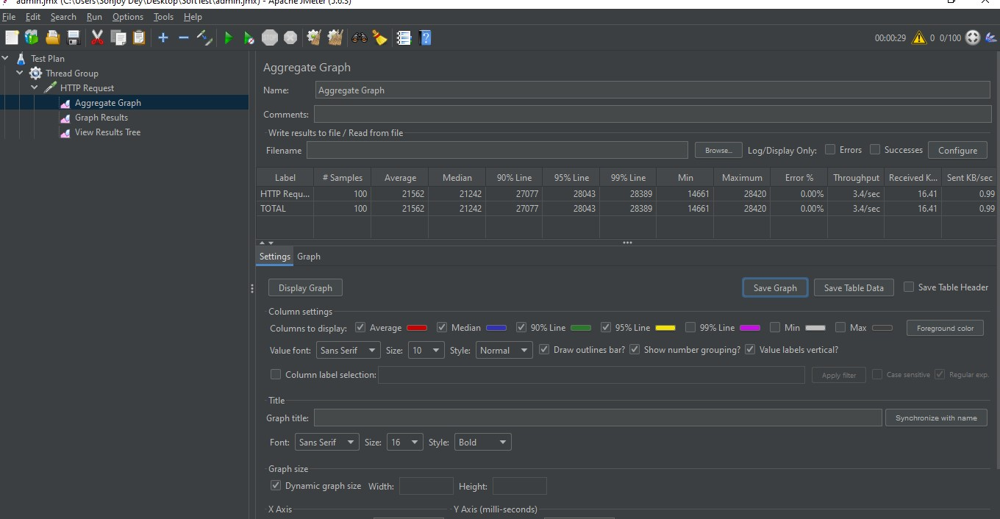 admin.jmx (C:\Users\Sonjoy Dey\Desktop\SoftTest\admin.jmx) - Apache JMeter (5.6.3)
File Edit Search Run Options Tools Help
00:00:29 0 0/100
Test Plan
Thread Group
HTTP Request
Aggregate Graph
Graph Results
View Results Tree
Aggregate Graph
Name: Aggregate Graph
Comments:
Write results to file / Read from file
Filename Browse... Log/Display Only: Errors Successes Configure
Label # Samples Average Median 90% Line 95% Line 99% Line Min Maximum Error % Throughput Received K... Sent KB/sec
HTTP Requ... 100 21562 21242 27077 28043 28389 14661 28420 0.00% 3.4/sec 16.41 0.99
TOTAL 100 21562 21242 27077 28043 28389 14661 28420 0.00% 3.4/sec 16.41 0.99
Settings Graph
Display Graph Save Graph Save Table Data Save Table Header
Column settings
Columns to display: Average Median 90% Line 95% Line 99% Line Min Max Foreground color
Value font: Sans Serif Size: 10 Style: Normal Draw outlines bar? Show number grouping? Value labels vertical?
Column label selection: Apply filter Case sensitive Regular exp.
Title
Graph title: Synchronize with name
Font: Sans Serif Size: 16 Style: Bold
Graph size
Dynamic graph size Width: Height:
X Axis Y Axis (milli-seconds)